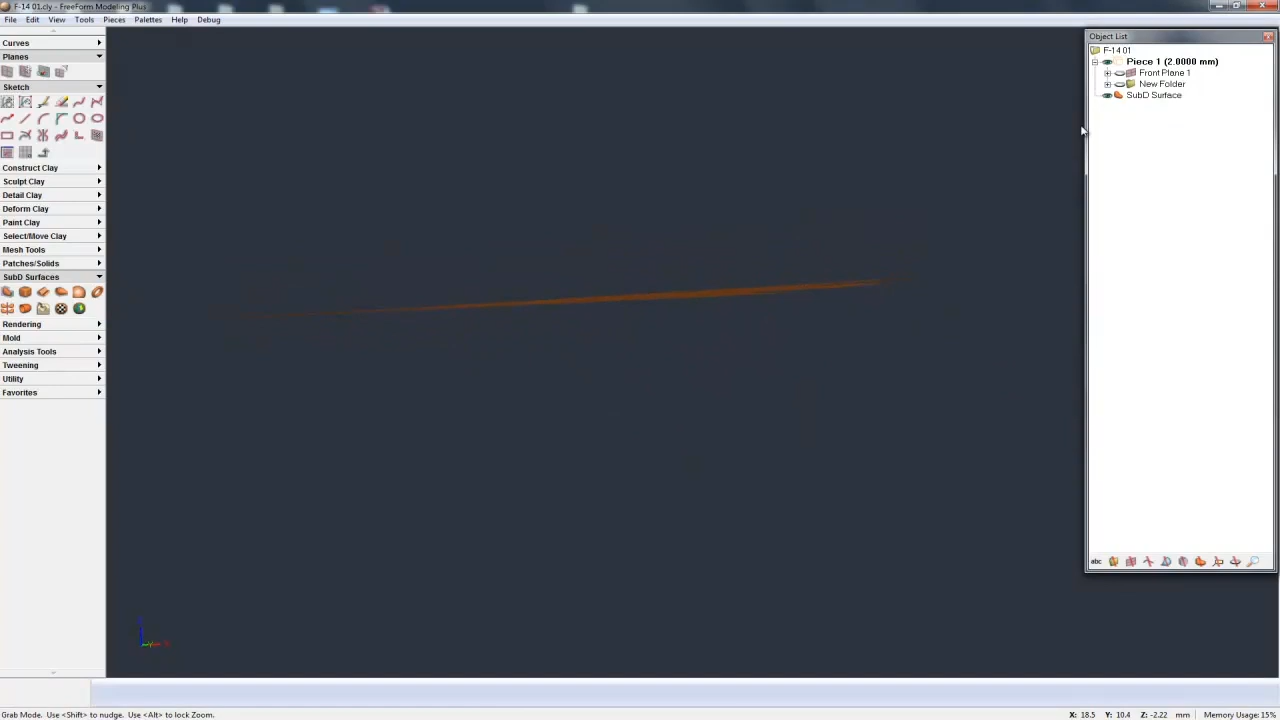 F-14 01.cly - FreeForm Modeling Plus
File Edit View Tools Pieces Palettes Help Debug
Curves
Planes
Sketch
Construct Clay
Sculpt Clay
Detail Clay
Deform Clay
Paint Clay
Select/Move Clay
Mesh Tools
Patches/Solids
SubD Surfaces
Rendering
Mold
Analysis Tools
Tweening
Utility
Favorites
Object List
F-14 01
Piece 1 (2.0000 mm)
Front Plane 1
New Folder
SubD Surface
abc
Grab Mode. Use <Shift> to nudge. Use <Alt> to lock Zoom.
X: 18.5 Y: 10.4 Z: -2.22 mm Memory Usage: 15%